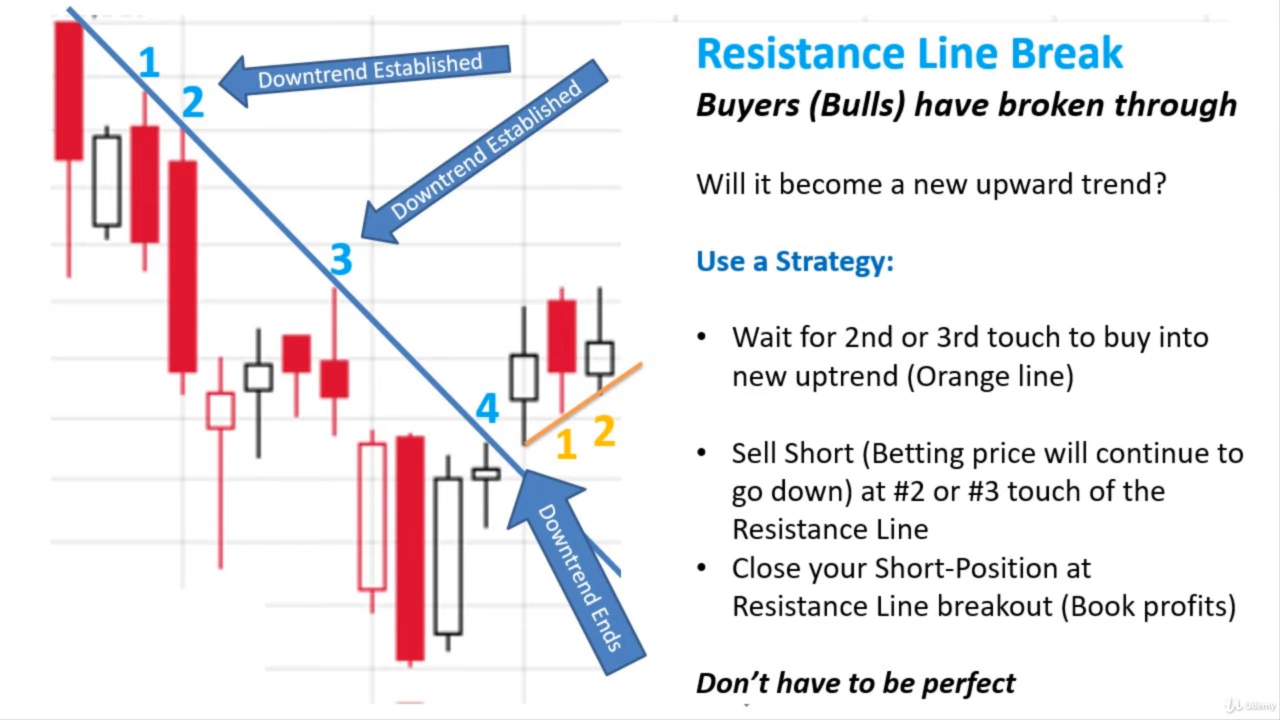 1
2
Downtrend Established
Downtrend Established
3
4
1
2
Downtrend Ends
Resistance Line Break
Buyers (Bulls) have broken through
Will it become a new upward trend?
Use a Strategy:
• Wait for 2nd or 3rd touch to buy into
new uptrend (Orange line)
• Sell Short (Betting price will continue to
go down) at #2 or #3 touch of the
Resistance Line
• Close your Short-Position at
Resistance Line breakout (Book profits)
Don't have to be perfect
Udemy